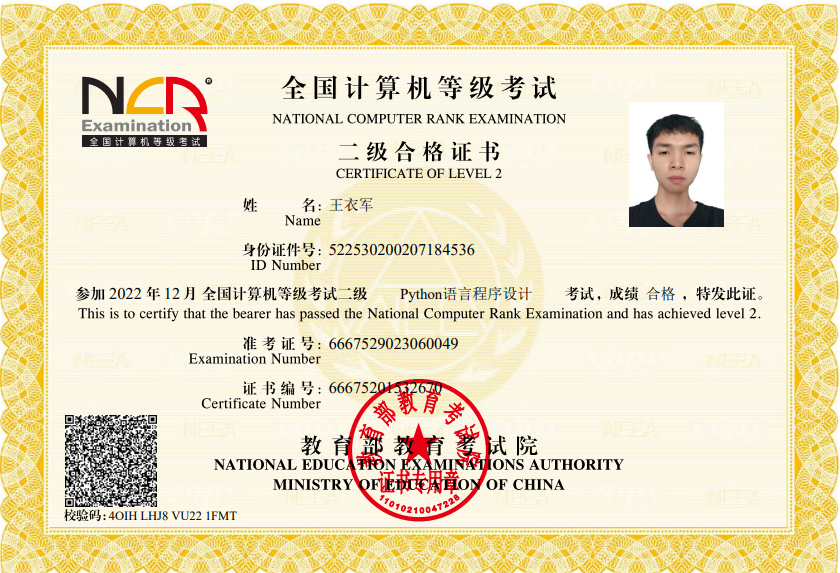 NCR
Examination
全国计算机等级考试
全国计算机等级考试
NATIONAL COMPUTER RANK EXAMINATION
二级合格证书
CERTIFICATE OF LEVEL 2
姓 名: 王衣军
Name
身份证件号: 522530200207184536
ID Number
参加 2022 年 12 月 全国计算机等级考试二级 Python语言程序设计 考试，成绩 合格 ，特发此证。
This is to certify that the bearer has passed the National Computer Rank Examination and has achieved level 2.
准 考 证 号: 6667529023060049
Examination Number
证 书 编 号: 66675201532670
Certificate Number
教育部教育考试院
NATIONAL EDUCATION EXAMINATIONS AUTHORITY
MINISTRY OF EDUCATION OF CHINA
教育部教育考试院
证书专用章
11010210047228
校验码: 4OIH LHJ8 VU22 1FMT
NEEA